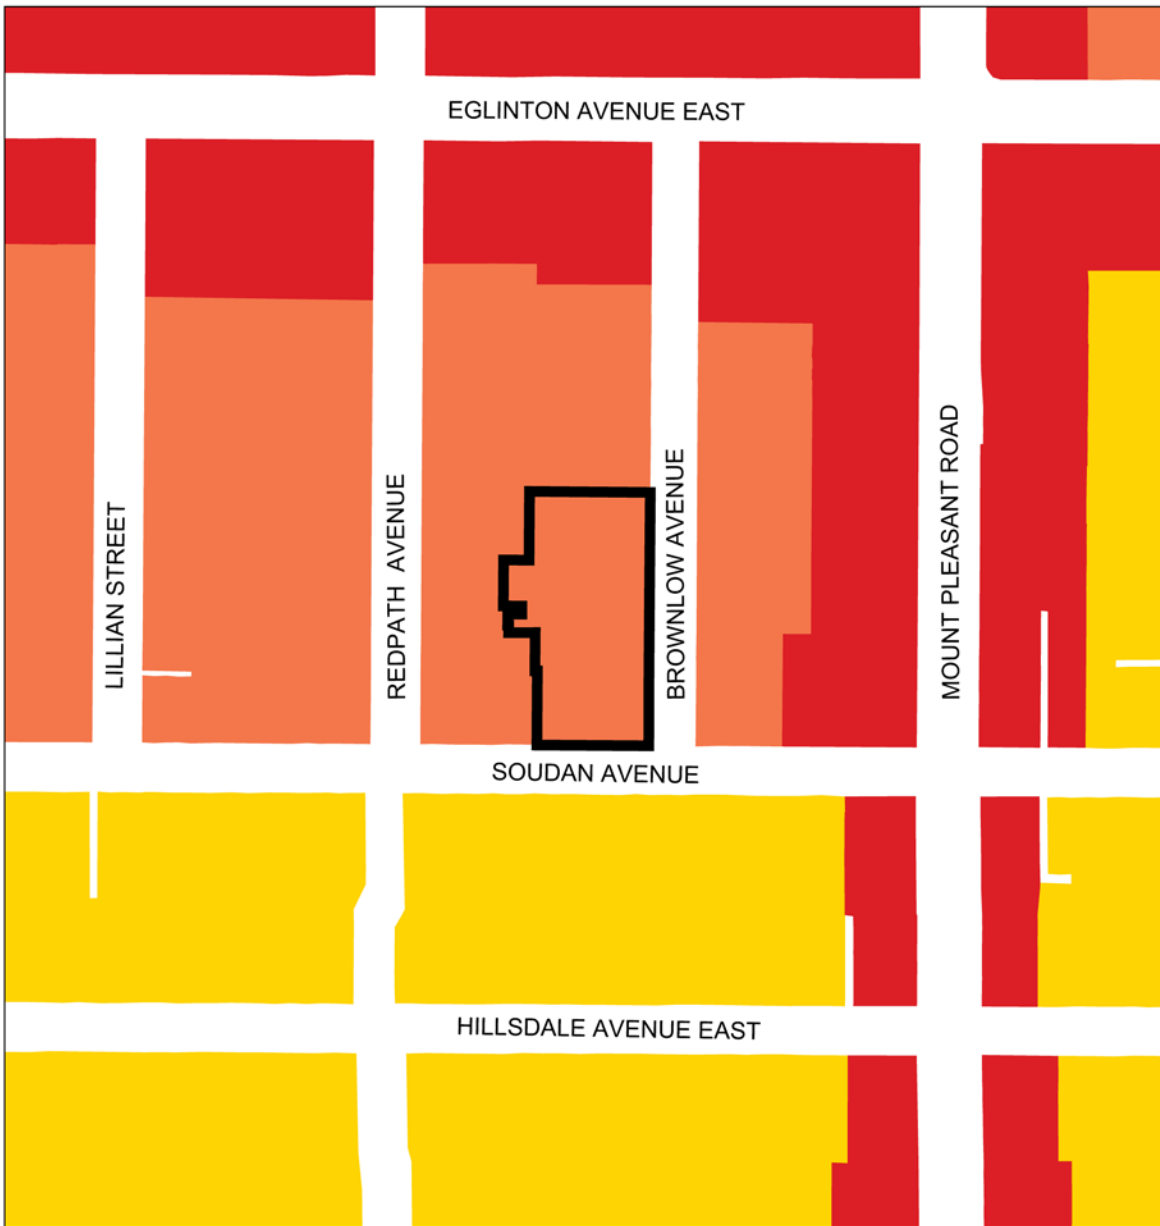 EGLINTON AVENUE EAST
LILLIAN STREET
REDPATH AVENUE
BROWNLOW AVENUE
MOUNT PLEASANT ROAD
SOUDAN AVENUE
HILLSDALE AVENUE EAST